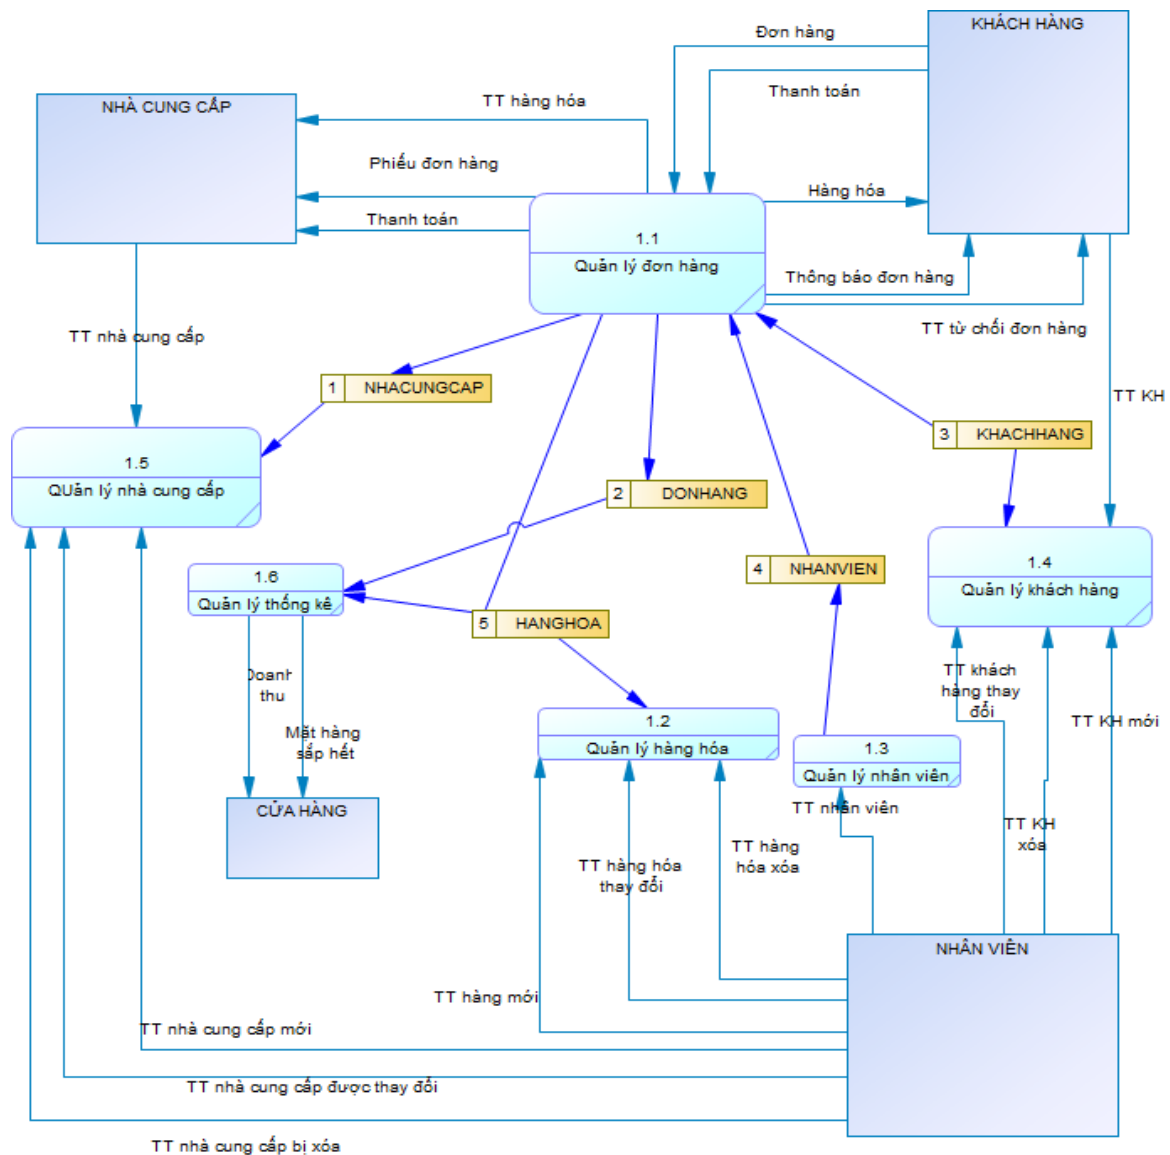 KHÁCH HÀNG
Đơn hàng
Thanh toán
NHÀ CUNG CẤP
TT hàng hóa
Phiếu đơn hàng
Hàng hóa
Thanh toán
1.1
Quản lý đơn hàng
Thông báo đơn hàng
TT từ chối đơn hàng
TT nhà cung cấp
1 NHACUNGCAP
TT KH
3 KHACHHANG
1.5
QUản lý nhà cung cấp
2 DONHANG
1.6
Quản lý thống kê
4 NHANVIEN
1.4
Quản lý khách hàng
5 HANGHOA
Doanh
thu
Mặt hàng
sắp hết
TT khách
hàng thay
đổi
TT KH mới
1.2
Quản lý hàng hóa
1.3
Quản lý nhân viên
CỬA HÀNG
TT nhân viên
TT KH
xóa
TT hàng
hóa xóa
TT hàng hóa
thay đổi
NHÂN VIÊN
TT hàng mới
TT nhà cung cấp mới
TT nhà cung cấp được thay đổi
TT nhà cung cấp bị xóa